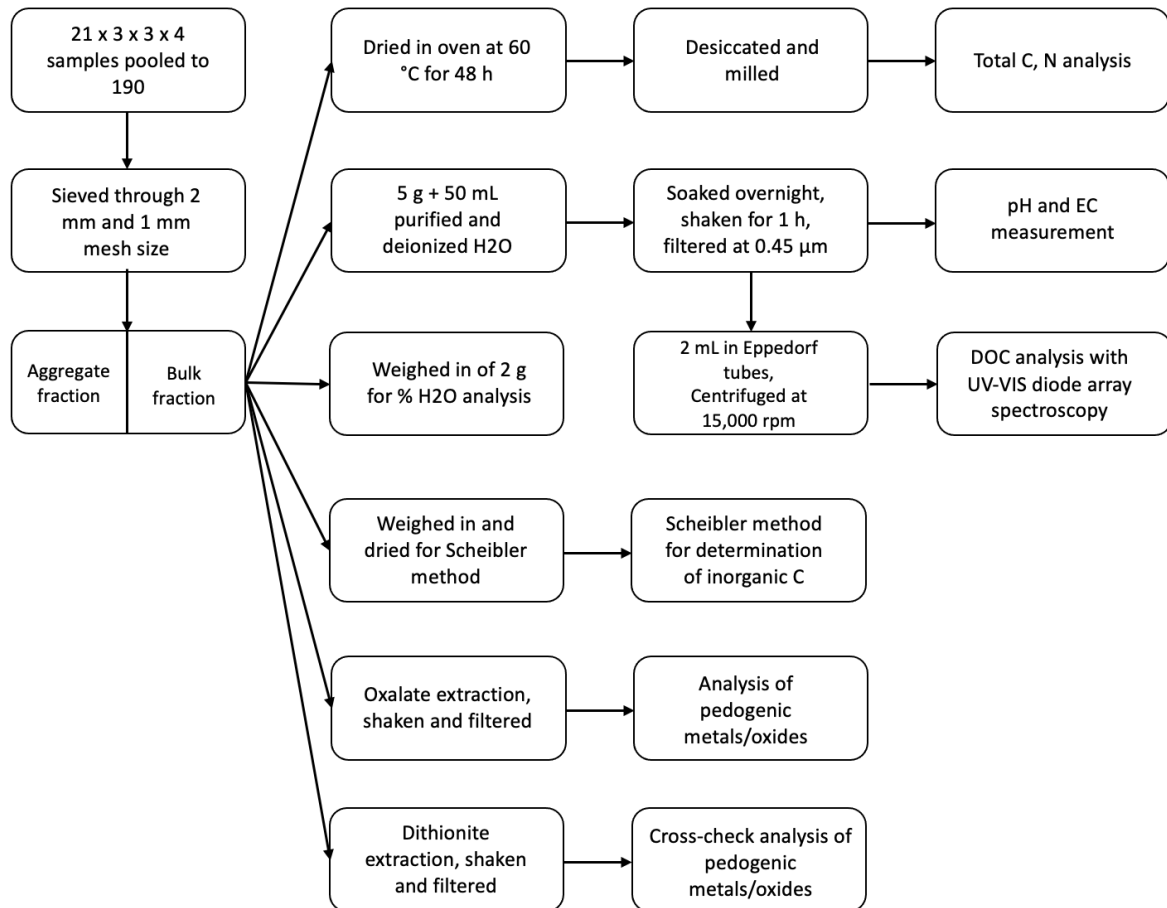 21 x 3 x 3 x 4
samples pooled to
190
Sieved through 2
mm and 1 mm
mesh size
Aggregate
fraction
Bulk
fraction
Dried in oven at 60
°C for 48 h
Desiccated and
milled
Total C, N analysis
5 g + 50 mL
purified and
deionized H2O
Soaked overnight,
shaken for 1 h,
filtered at 0.45 µm
pH and EC
measurement
Weighed in of 2 g
for % H2O analysis
2 mL in Eppedorf
tubes,
Centrifuged at
15,000 rpm
DOC analysis with
UV-VIS diode array
spectroscopy
Weighed in and
dried for Scheibler
method
Scheibler method
for determination
of inorganic C
Oxalate extraction,
shaken and filtered
Analysis of
pedogenic
metals/oxides
Dithionite
extraction, shaken
and filtered
Cross-check analysis of
pedogenic
metals/oxides